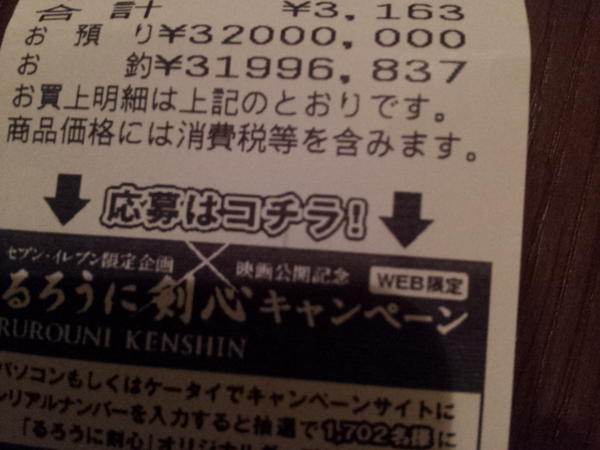 合計 ¥3,163
お預り¥32000,000
お釣¥31996,837
お買上明細は上記のとおりです。
商品価格には消費税等を含みます。
応募はコチラ!
セブン-イレブン限定企画 映画公開記念 WEB限定
るろうに剣心キャンペーン
RUROUNI KENSHIN
パソコンもしくはケータイでキャンペーンサイトに
シリアルナンバーを入力すると抽選で1,702名様に
「るろうに剣心」オリジナル